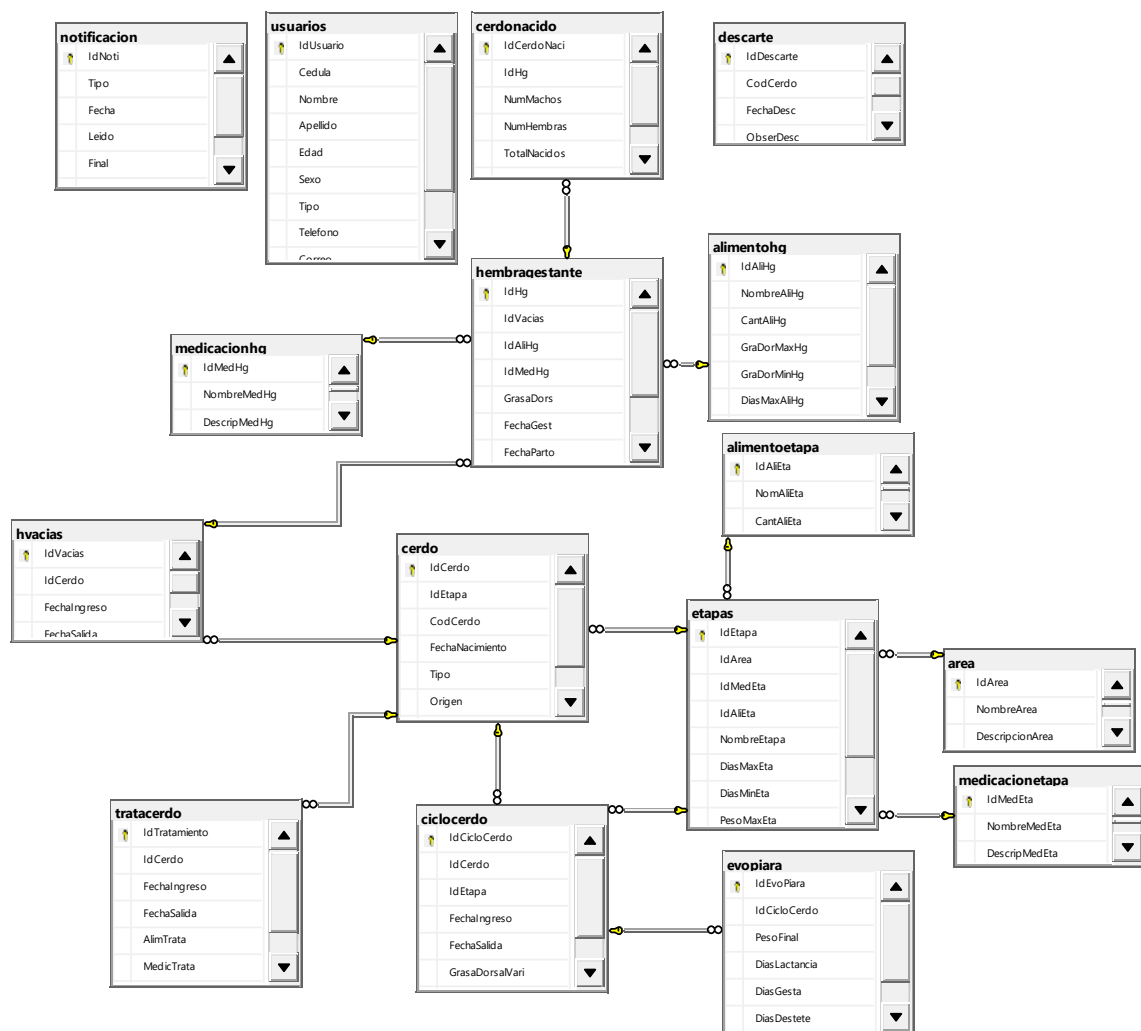 notificacion
IdNoti
Tipo
Fecha
Leido
Final
usuarios
IdUsuario
Cedula
Nombre
Apellido
Edad
Sexo
Tipo
Telefono
Correo
cerdonacido
IdCerdoNaci
IdHg
NumMachos
NumHembras
TotalNacidos
descarte
IdDescarte
CodCerdo
FechaDesc
ObserDesc
hembragestante
IdHg
IdVacias
IdAliHg
IdMedHg
GrasaDors
FechaGest
FechaParto
alimentohg
IdAliHg
NombreAliHg
CantAliHg
GraDorMaxHg
GraDorMinHg
DiasMaxAliHg
medicacionhg
IdMedHg
NombreMedHg
DescripMedHg
alimentoetapa
IdAliEta
NomAliEta
CantAliEta
hvacias
IdVacias
IdCerdo
FechaIngreso
FechaSalida
cerdo
IdCerdo
IdEtapa
CodCerdo
FechaNacimiento
Tipo
Origen
etapas
IdEtapa
IdArea
IdMedEta
IdAliEta
NombreEtapa
DiasMaxEta
DiasMinEta
PesoMaxEta
area
IdArea
NombreArea
DescripcionArea
medicacionetapa
IdMedEta
NombreMedEta
DescripMedEta
tratacerdo
IdTratamiento
IdCerdo
FechaIngreso
FechaSalida
AlimTrata
MedicTrata
ciclocerdo
IdCicloCerdo
IdCerdo
IdEtapa
FechaIngreso
FechaSalida
GrasaDorsalVari
evopiara
IdEvoPiara
IdCicloCerdo
PesoFinal
DiasLactancia
DiasGesta
DiasDestete